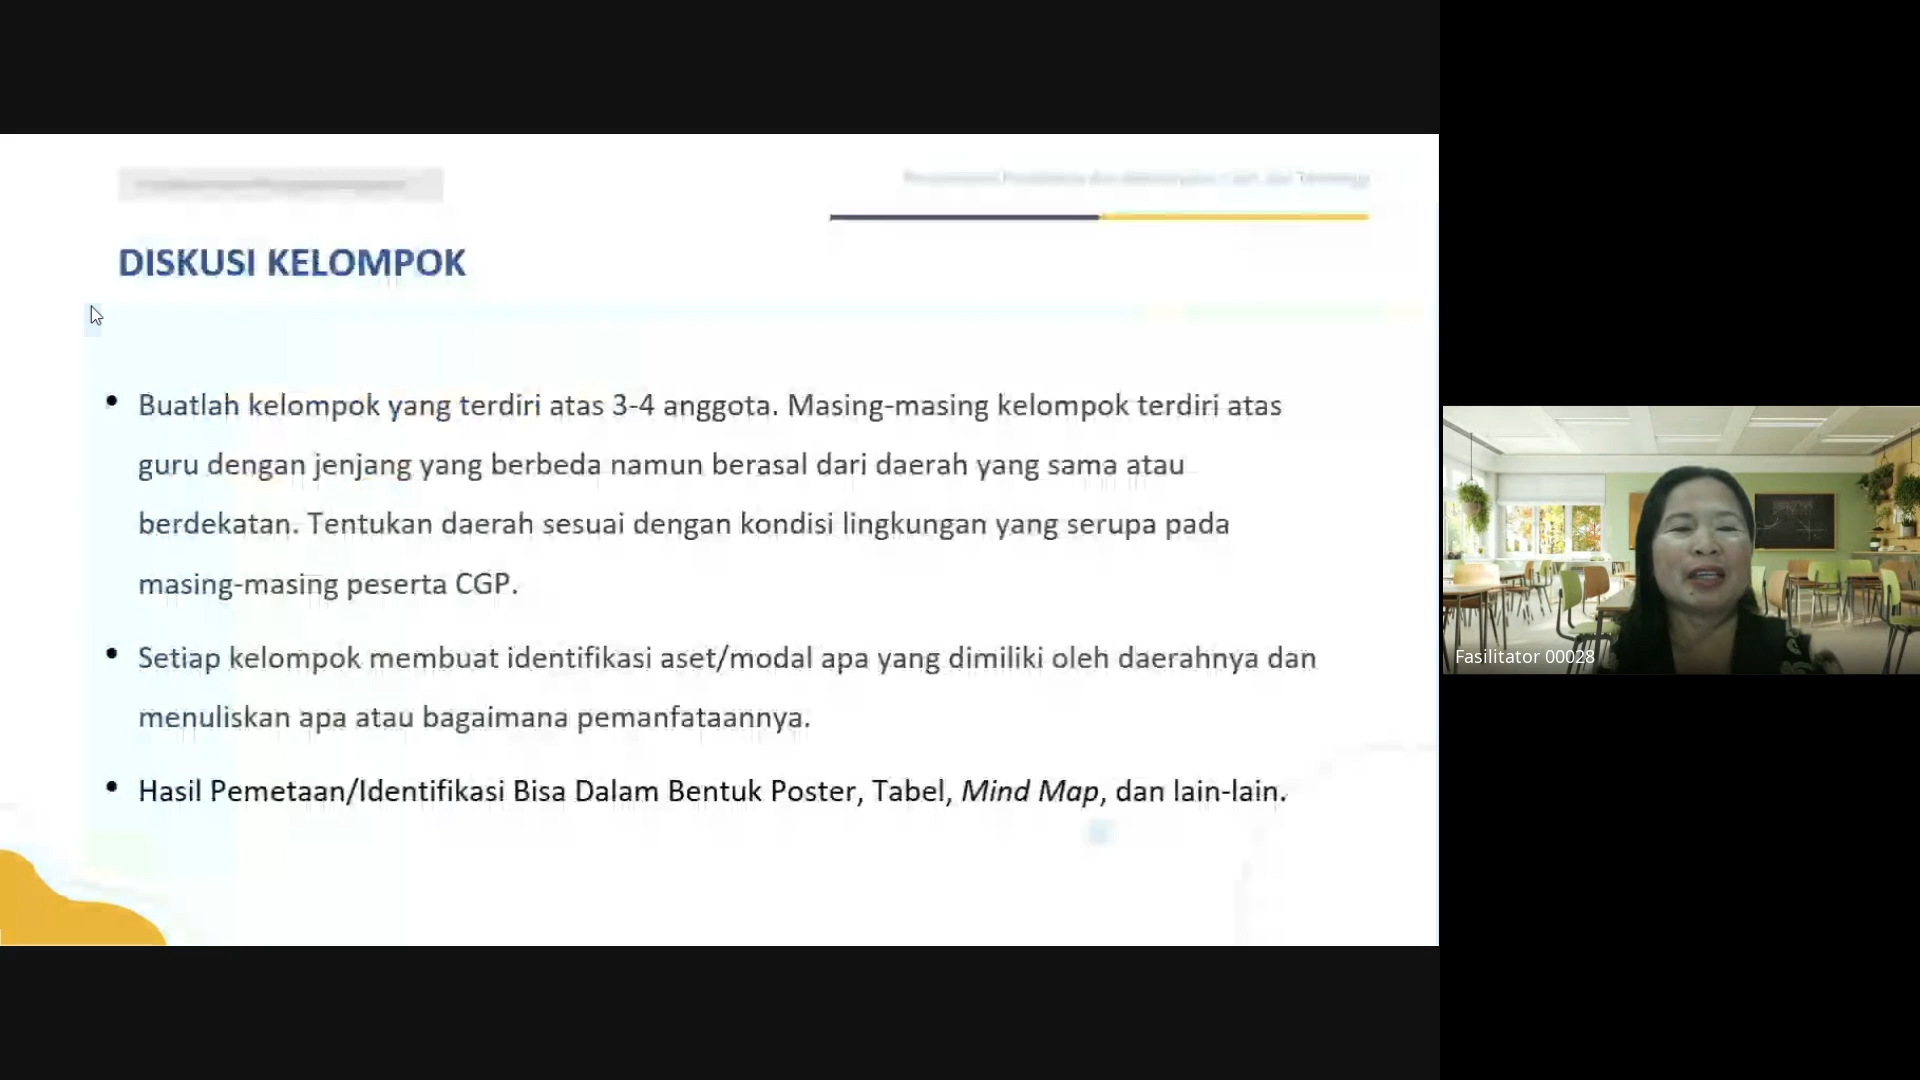 DISKUSI KELOMPOK
• Buatlah kelompok yang terdiri atas 3-4 anggota. Masing-masing kelompok terdiri atas
guru dengan jenjang yang berbeda namun berasal dari daerah yang sama atau
berdekatan. Tentukan daerah sesuai dengan kondisi lingkungan yang serupa pada
masing-masing peserta CGP.
• Setiap kelompok membuat identifikasi aset/modal apa yang dimiliki oleh daerahnya dan
menuliskan apa atau bagaimana pemanfataannya.
• Hasil Pemetaan/Identifikasi Bisa Dalam Bentuk Poster, Tabel, Mind Map, dan lain-lain.
Fasilitator 00028